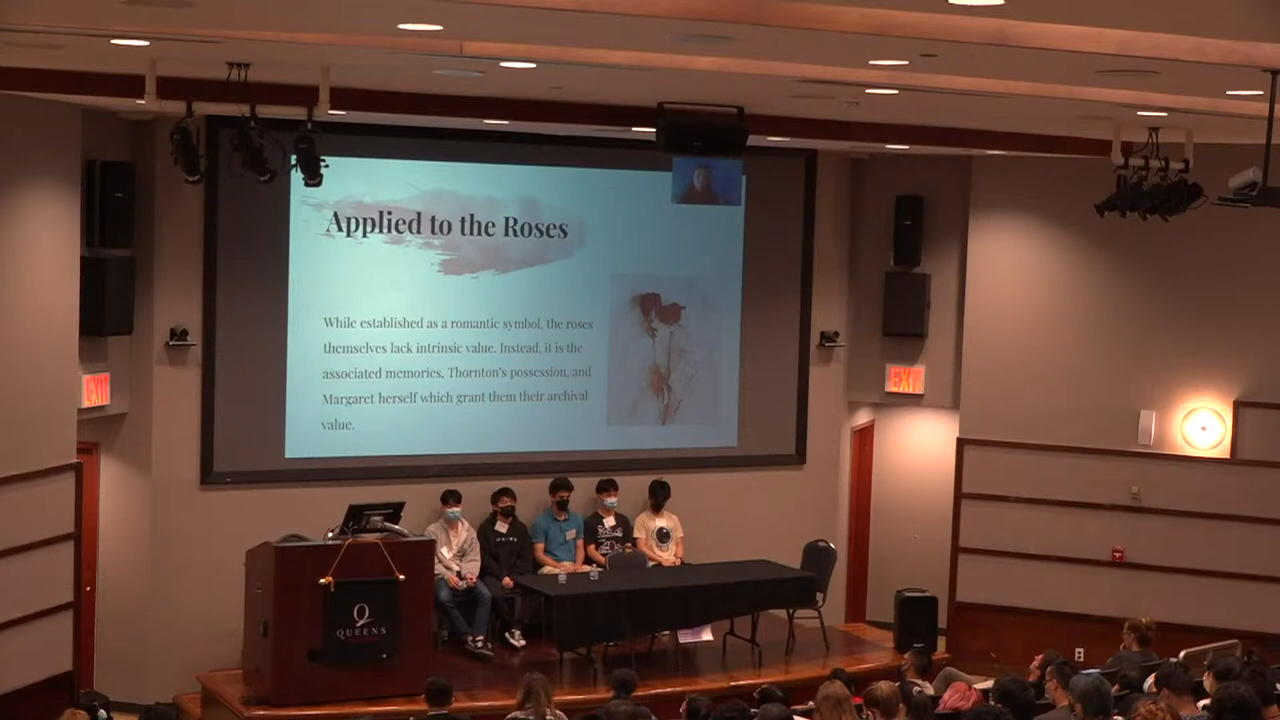 Applied to the Roses
While established as a romantic symbol, the roses
themselves lack intrinsic value. Instead, it is the
associated memories, Thornton's possession, and
Margaret herself which grant them their archival
value.
EXIT
EXIT
Q
QUEENS